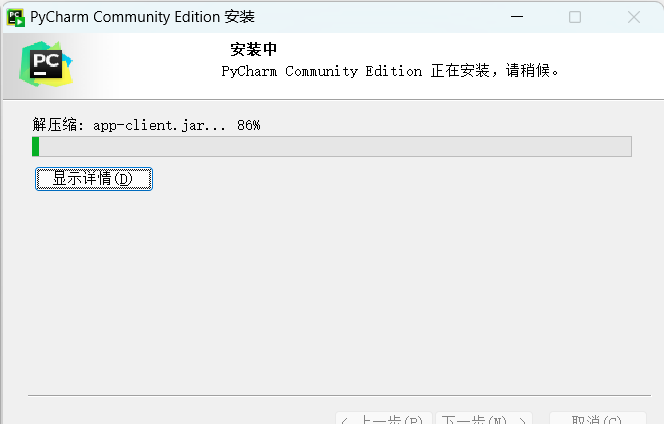 PyCharm Community Edition 安装
PC
安装中
PyCharm Community Edition 正在安装，请稍候。
解压缩: app-client.jar... 86%
显示详情(D)
< 上一步(P) 下一步(N) > 取消(C)